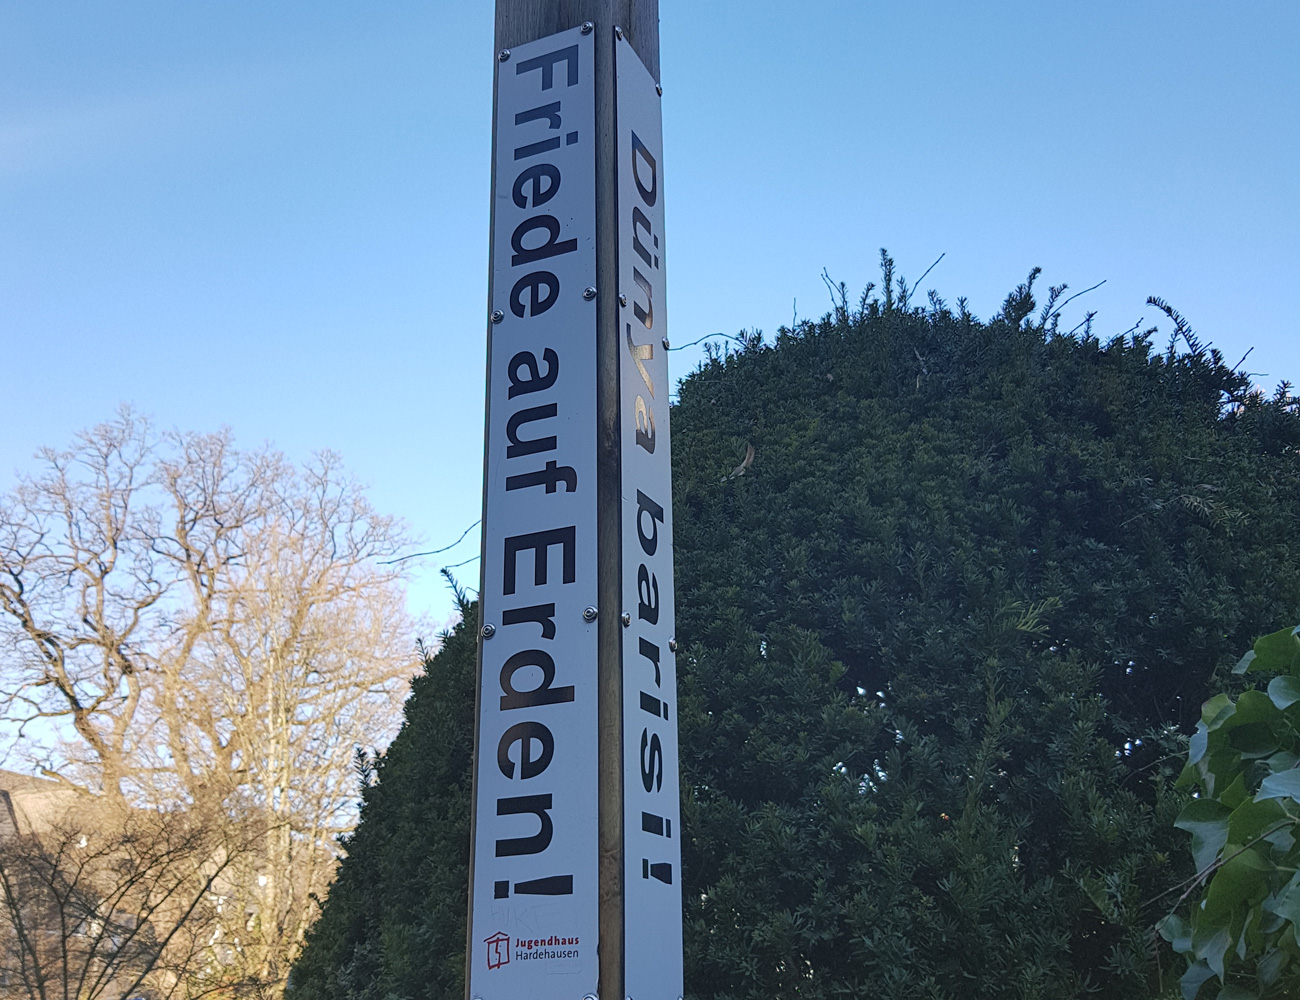 Friede auf Erden!
Jugendhaus
Hardehausen
Dünya barisi!